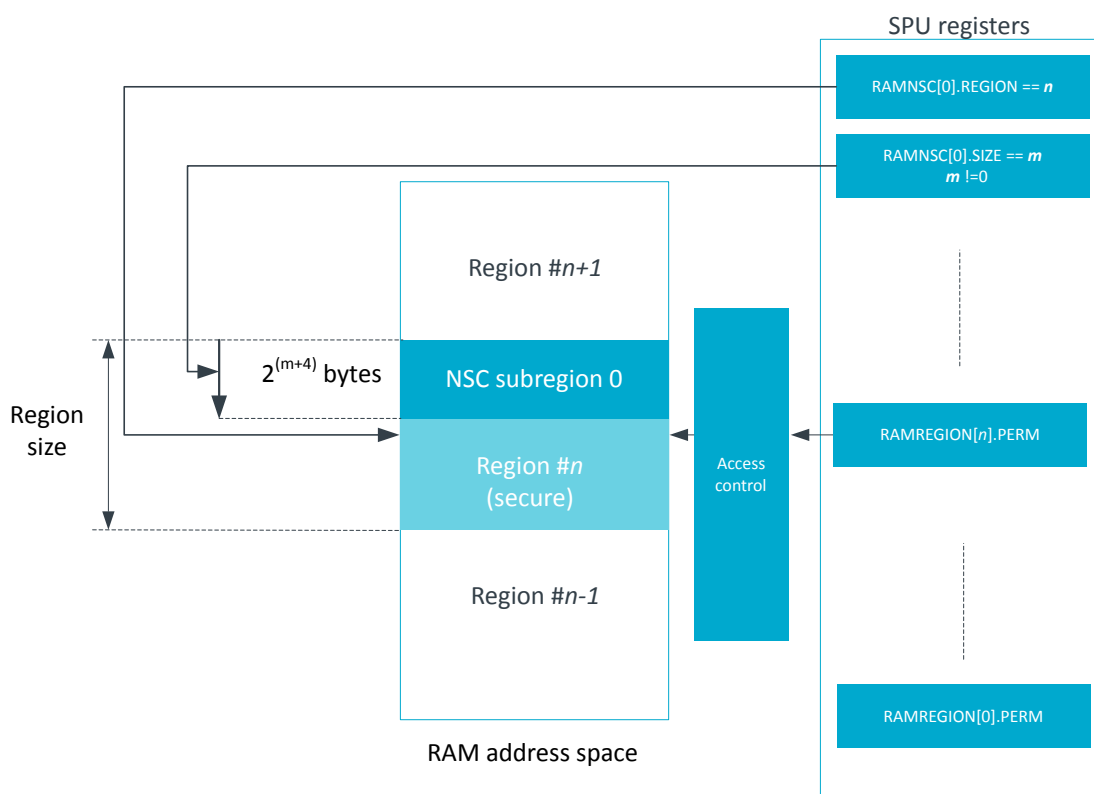 SPU registers
RAMNSC[0].REGION == n
RAMNSC[0].SIZE == m
m !=0
Region #n+1
2^(m+4) bytes
NSC subregion 0
Region
size
Region #n
(secure)
Access
control
RAMREGION[n].PERM
Region #n-1
RAMREGION[0].PERM
RAM address space